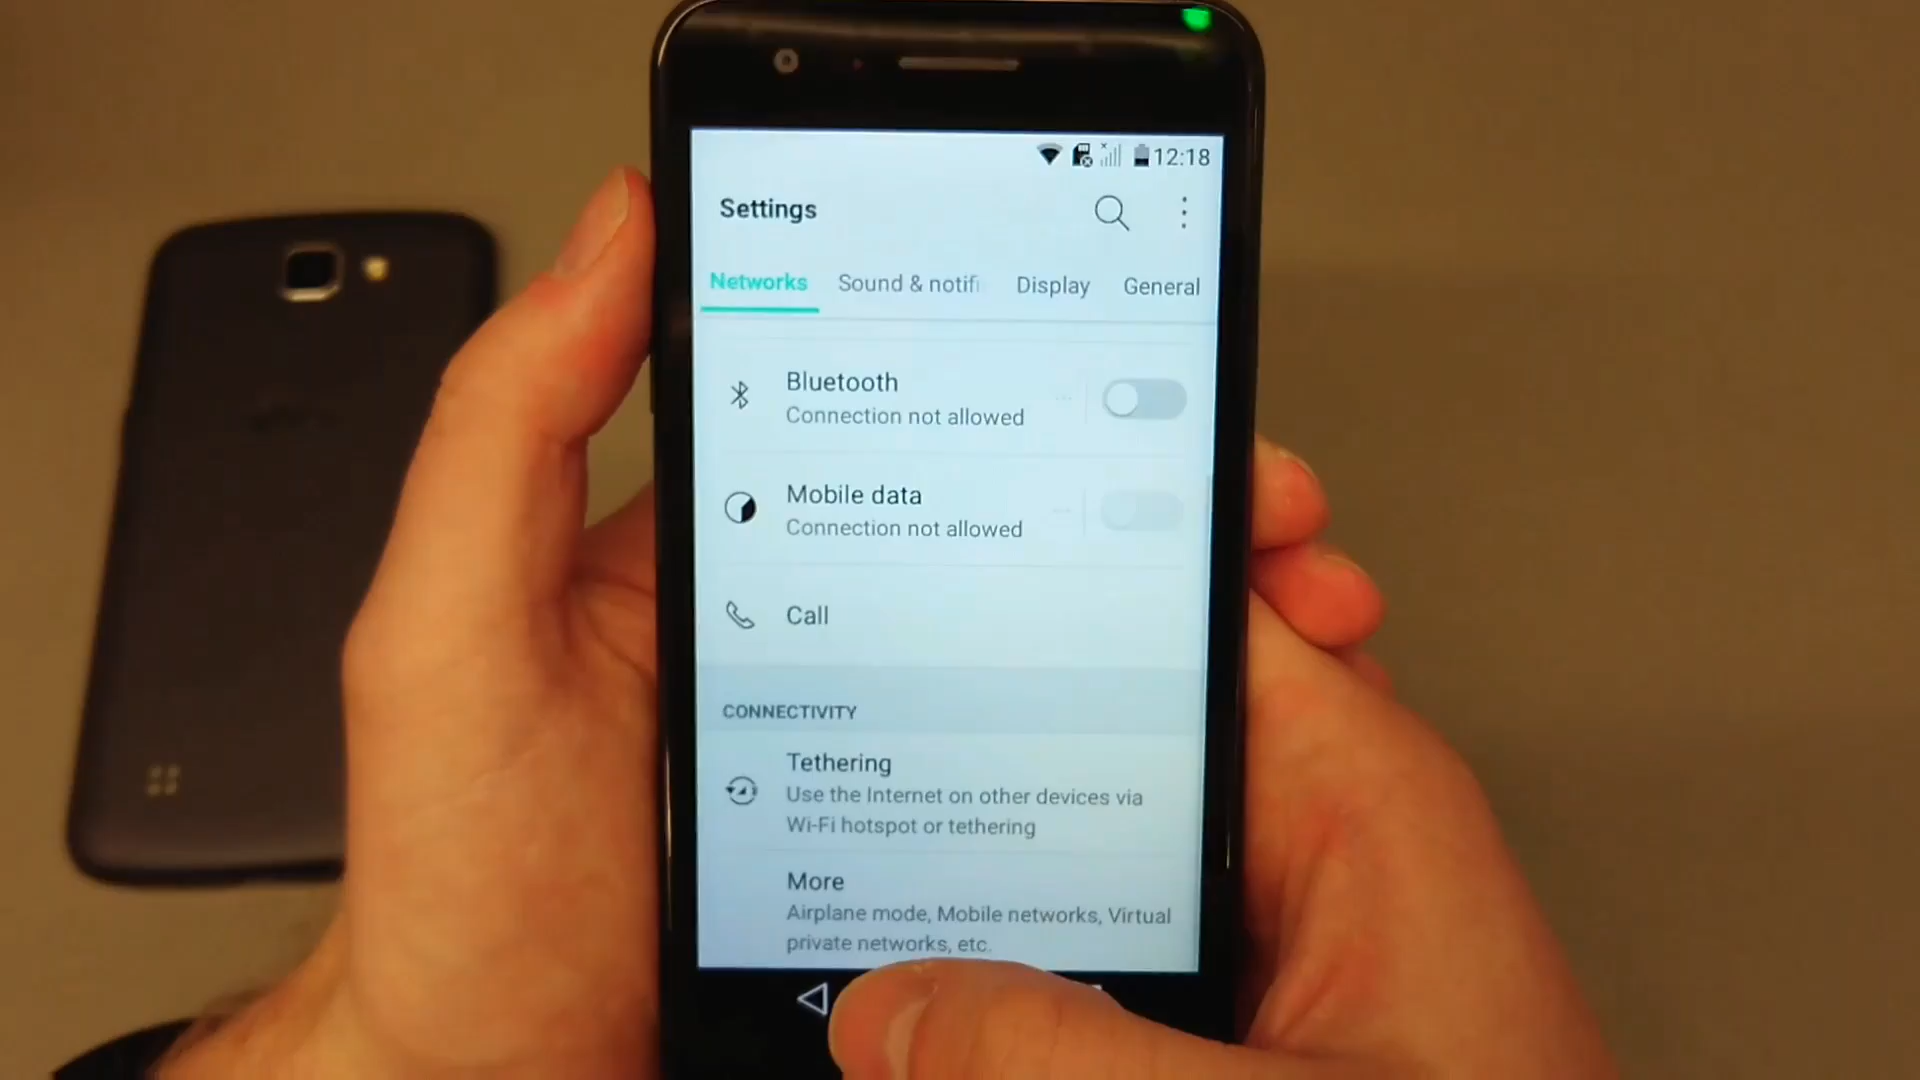 12:18
Settings
Networks Sound & notifi Display General
Bluetooth
Connection not allowed
Mobile data
Connection not allowed
Call
CONNECTIVITY
Tethering
Use the Internet on other devices via
Wi-Fi hotspot or tethering
More
Airplane mode, Mobile networks, Virtual
private networks, etc.